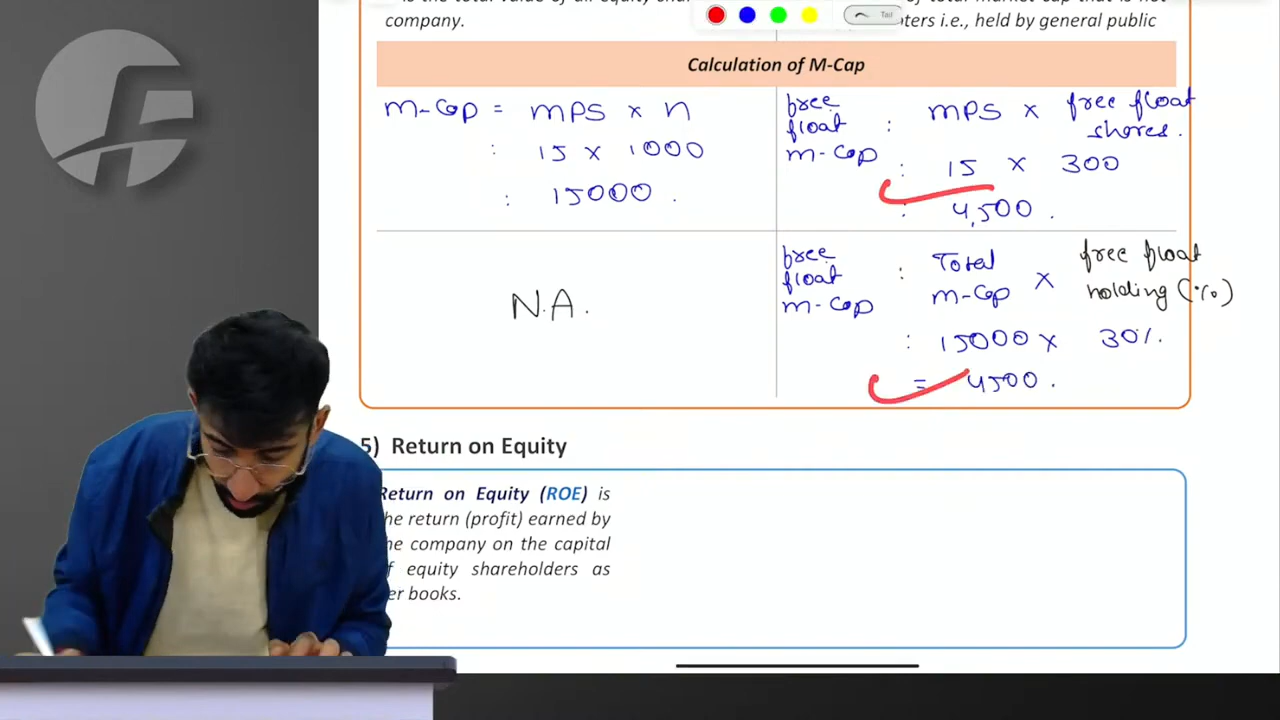 company.
ters i.e., held by general public
Calculation of M-Cap
m-Cap = MPS x n
: 15 x 1000
: 15000 .
free float m-Cap : MPS x free float shares.
: 15 x 300
: 4,500 .
N.A.
free float m-Cap : Total m-Cap x free float holding (%)
: 15000 x 30%.
= 4500 .
5) Return on Equity
Return on Equity (ROE) is
the return (profit) earned by
the company on the capital
of equity shareholders as
er books.